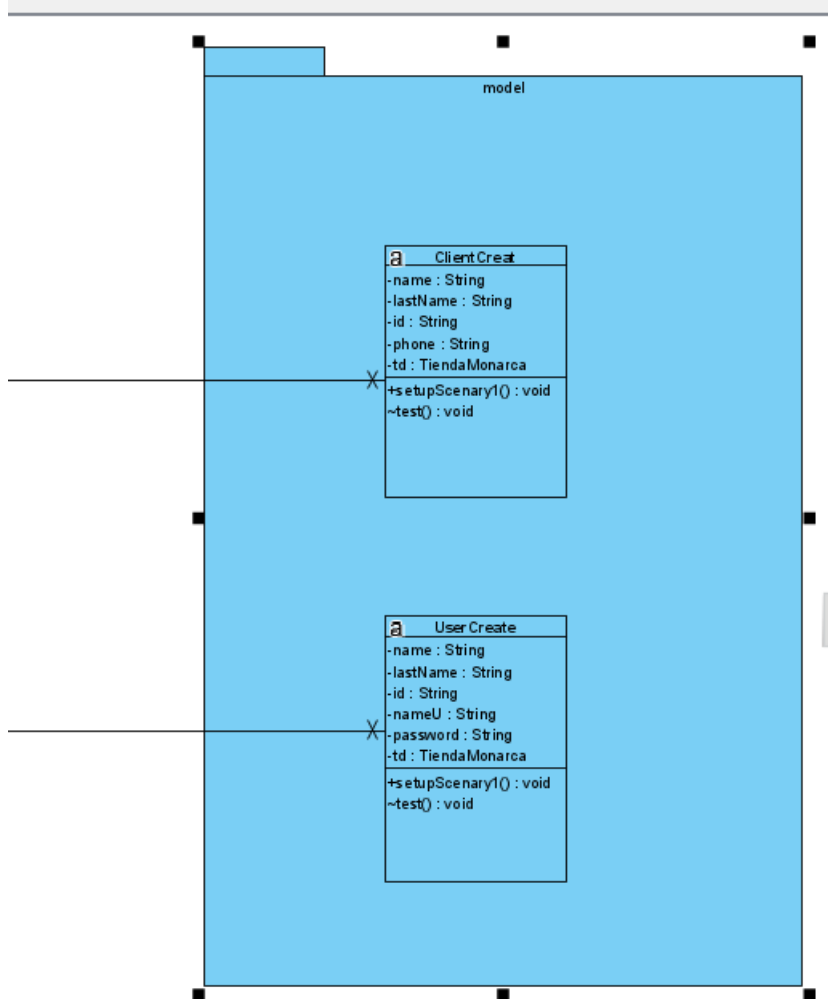 model
a ClientCreat
-name : String
-lastName : String
-id : String
-phone : String
-td : TiendaMonarca
+setupScenary1() : void
~test() : void
a UserCreate
-name : String
-lastName : String
-id : String
-nameU : String
-password : String
-td : TiendaMonarca
+setupScenary1() : void
~test() : void